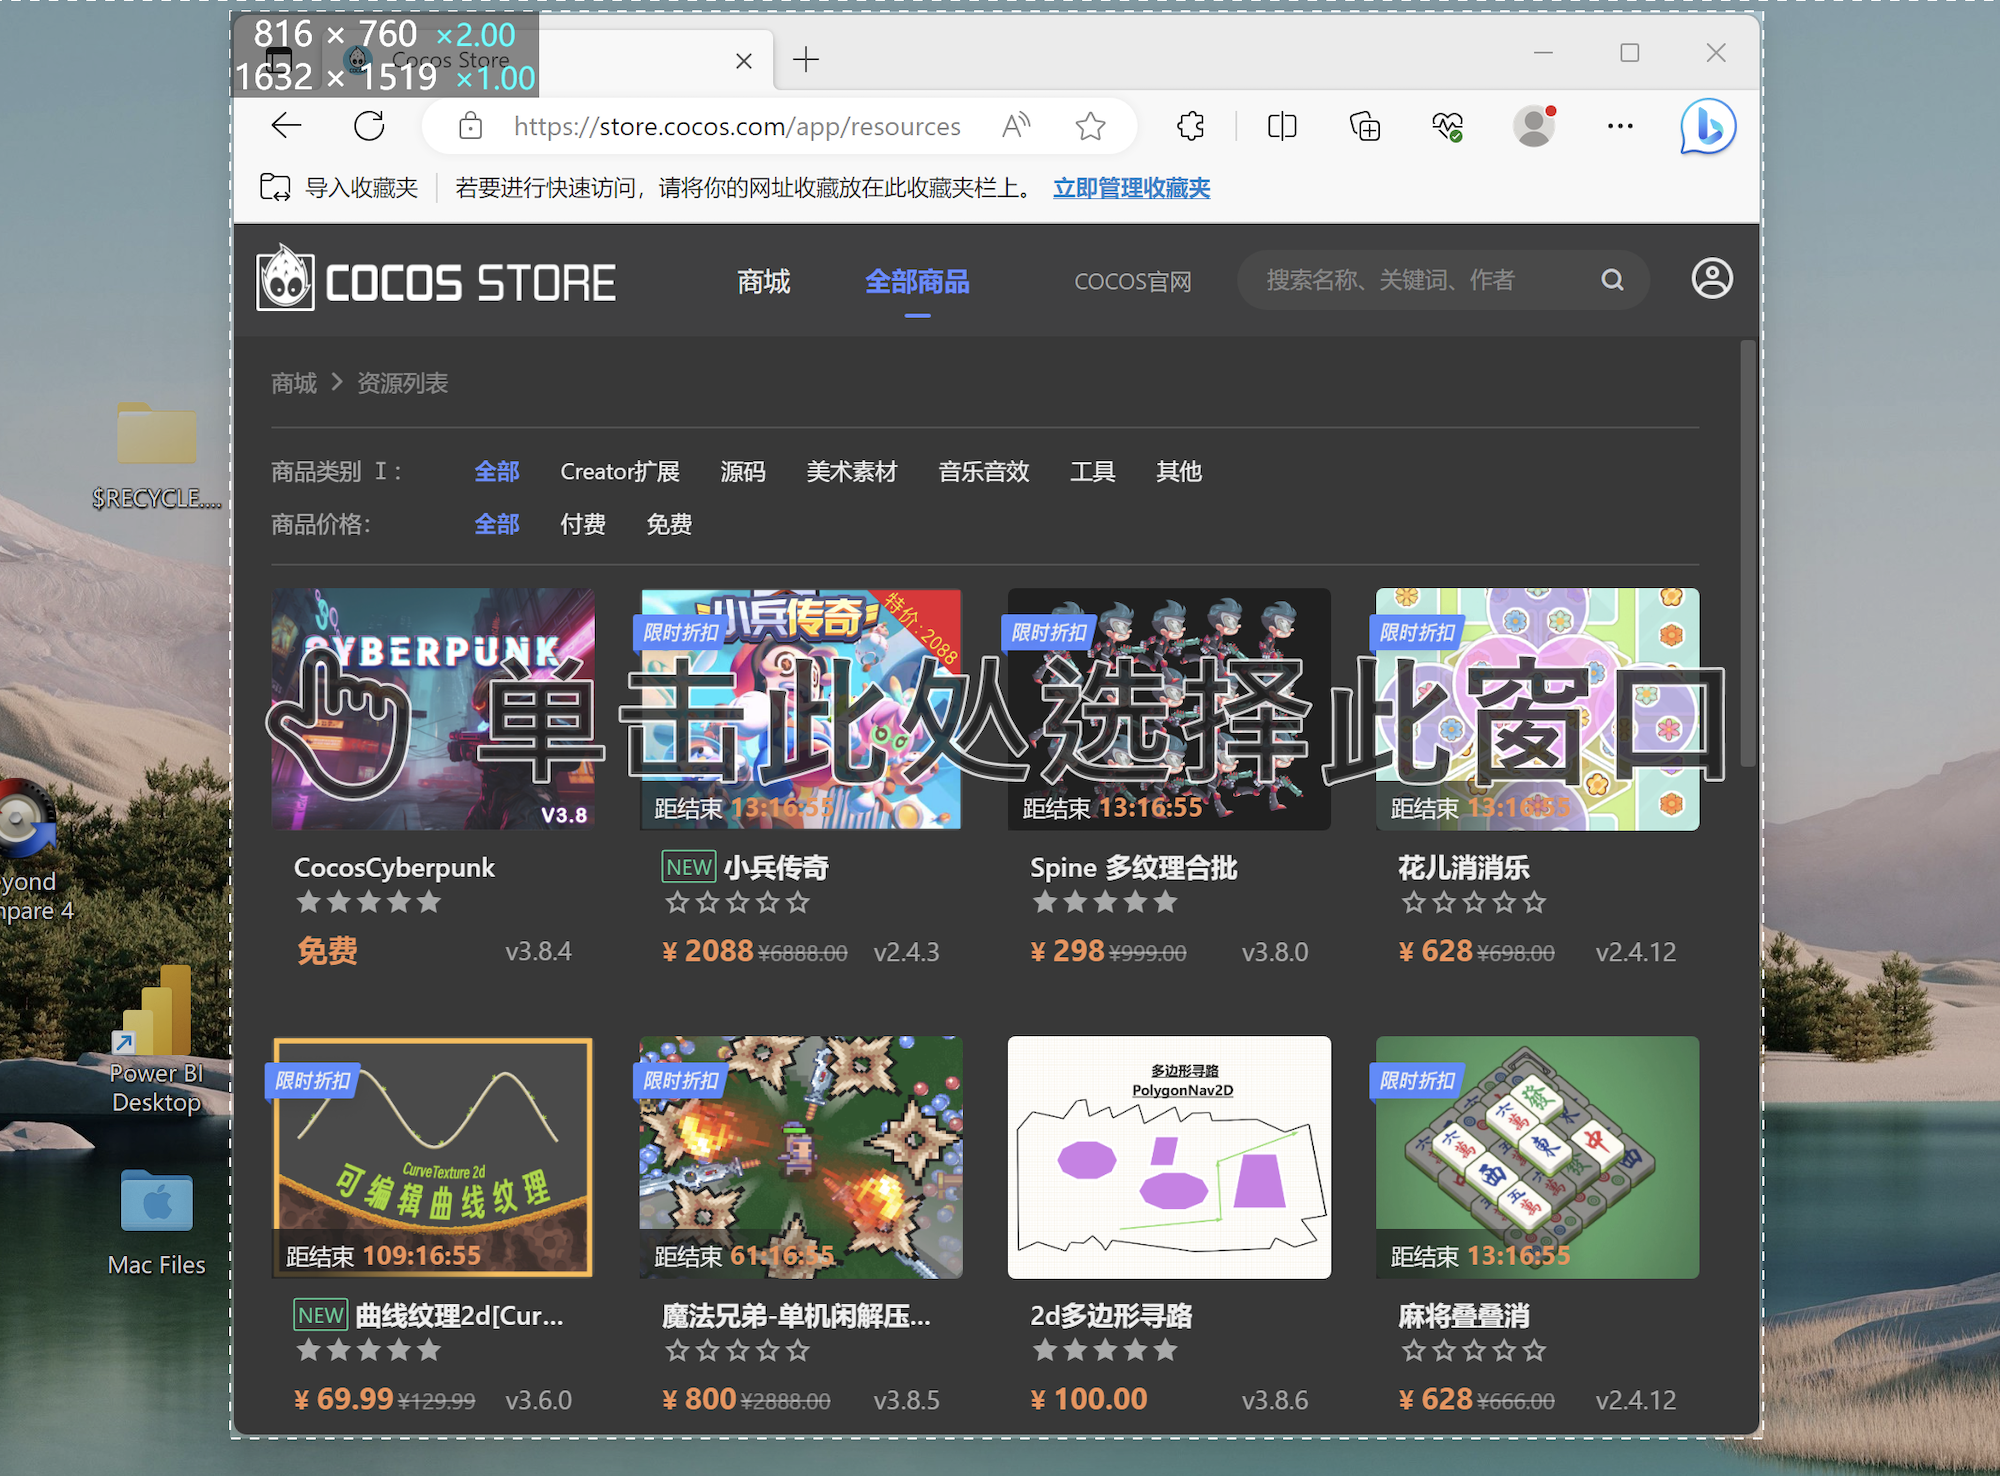 816 × 760 ×2.00
1632 × 1519 ×1.00
Cocos Store
https://store.cocos.com/app/resources
导入收藏夹
若要进行快速访问，请将你的网址收藏放在此收藏夹栏上。
立即管理收藏夹
COCOS STORE
商城
全部商品
COCOS官网
搜索名称、关键词、作者
商城 > 资源列表
商品类别 :
全部 Creator扩展 源码 美术素材 音乐音效 工具 其他
商品价格:
全部 付费 免费
$RECYCLE....
CYBERPUNK
V3.8
限时折扣
小兵传奇
特价:2088
距结束 13:16:55
限时折扣
距结束 13:16:55
限时折扣
距结束 13:16:55
单击此处选择此窗口
CocosCyberpunk
免费
v3.8.4
NEW 小兵传奇
¥ 2088 ¥6888.00
v2.4.3
Spine 多纹理合批
¥ 298 ¥999.00
v3.8.0
花儿消消乐
¥ 628 ¥698.00
v2.4.12
yond
mpare 4
Power BI
Desktop
Mac Files
限时折扣
CurveTexture 2d
可编辑曲线纹理
距结束 109:16:55
限时折扣
距结束 61:16:55
多边形寻路
PolygonNav2D
限时折扣
距结束 13:16:55
NEW 曲线纹理2d[Cur...
¥ 69.99 ¥129.99
v3.6.0
魔法兄弟-单机闲解压...
¥ 800 ¥2888.00
v3.8.5
2d多边形寻路
¥ 100.00
v3.8.6
麻将叠叠消
¥ 628 ¥666.00
v2.4.12